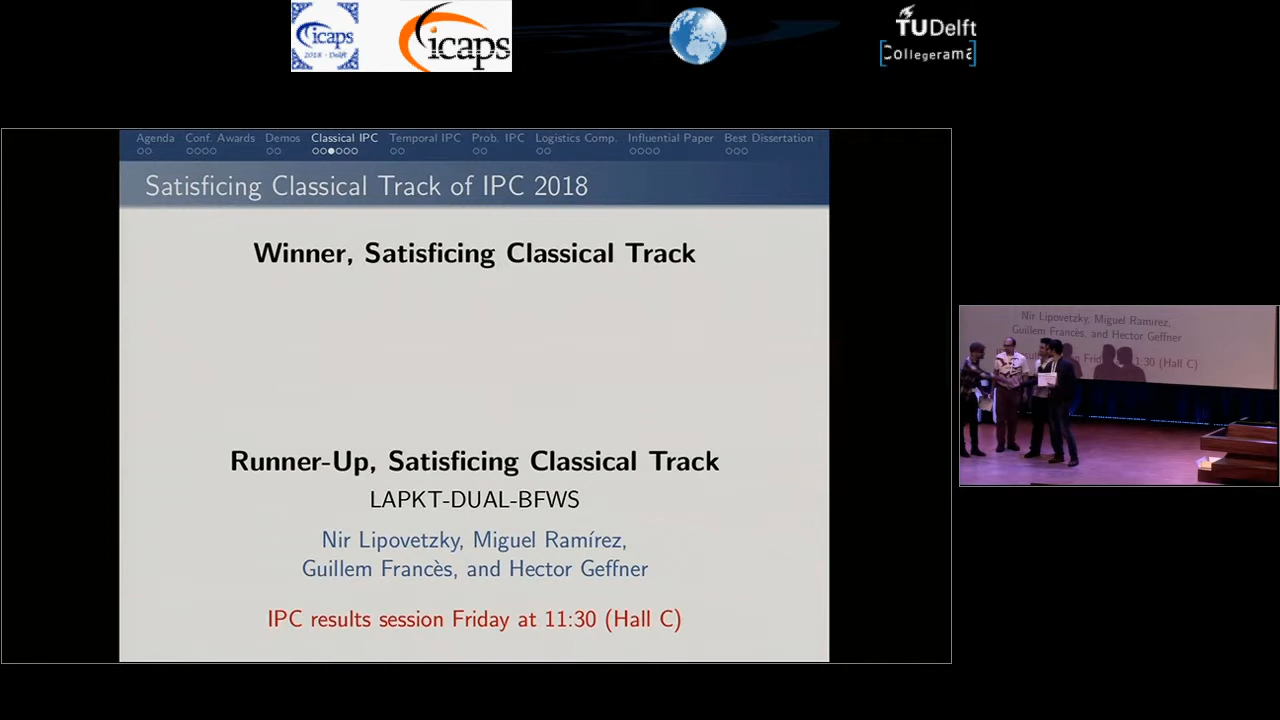 icaps
2018 - Delft
icaps
TUDelft
Collegerama
Agenda Conf. Awards Demos Classical IPC Temporal IPC Prob. IPC Logistics Comp. Influential Paper Best Dissertation
Satisficing Classical Track of IPC 2018
Winner, Satisficing Classical Track
Runner-Up, Satisficing Classical Track
LAPKT-DUAL-BFWS
Nir Lipovetzky, Miguel Ramírez,
Guillem Francès, and Hector Geffner
IPC results session Friday at 11:30 (Hall C)
Nir Lipovetzky, Miguel Ramírez,
Guillem Francès, and Hector Geffner
1:30 (Hall C)